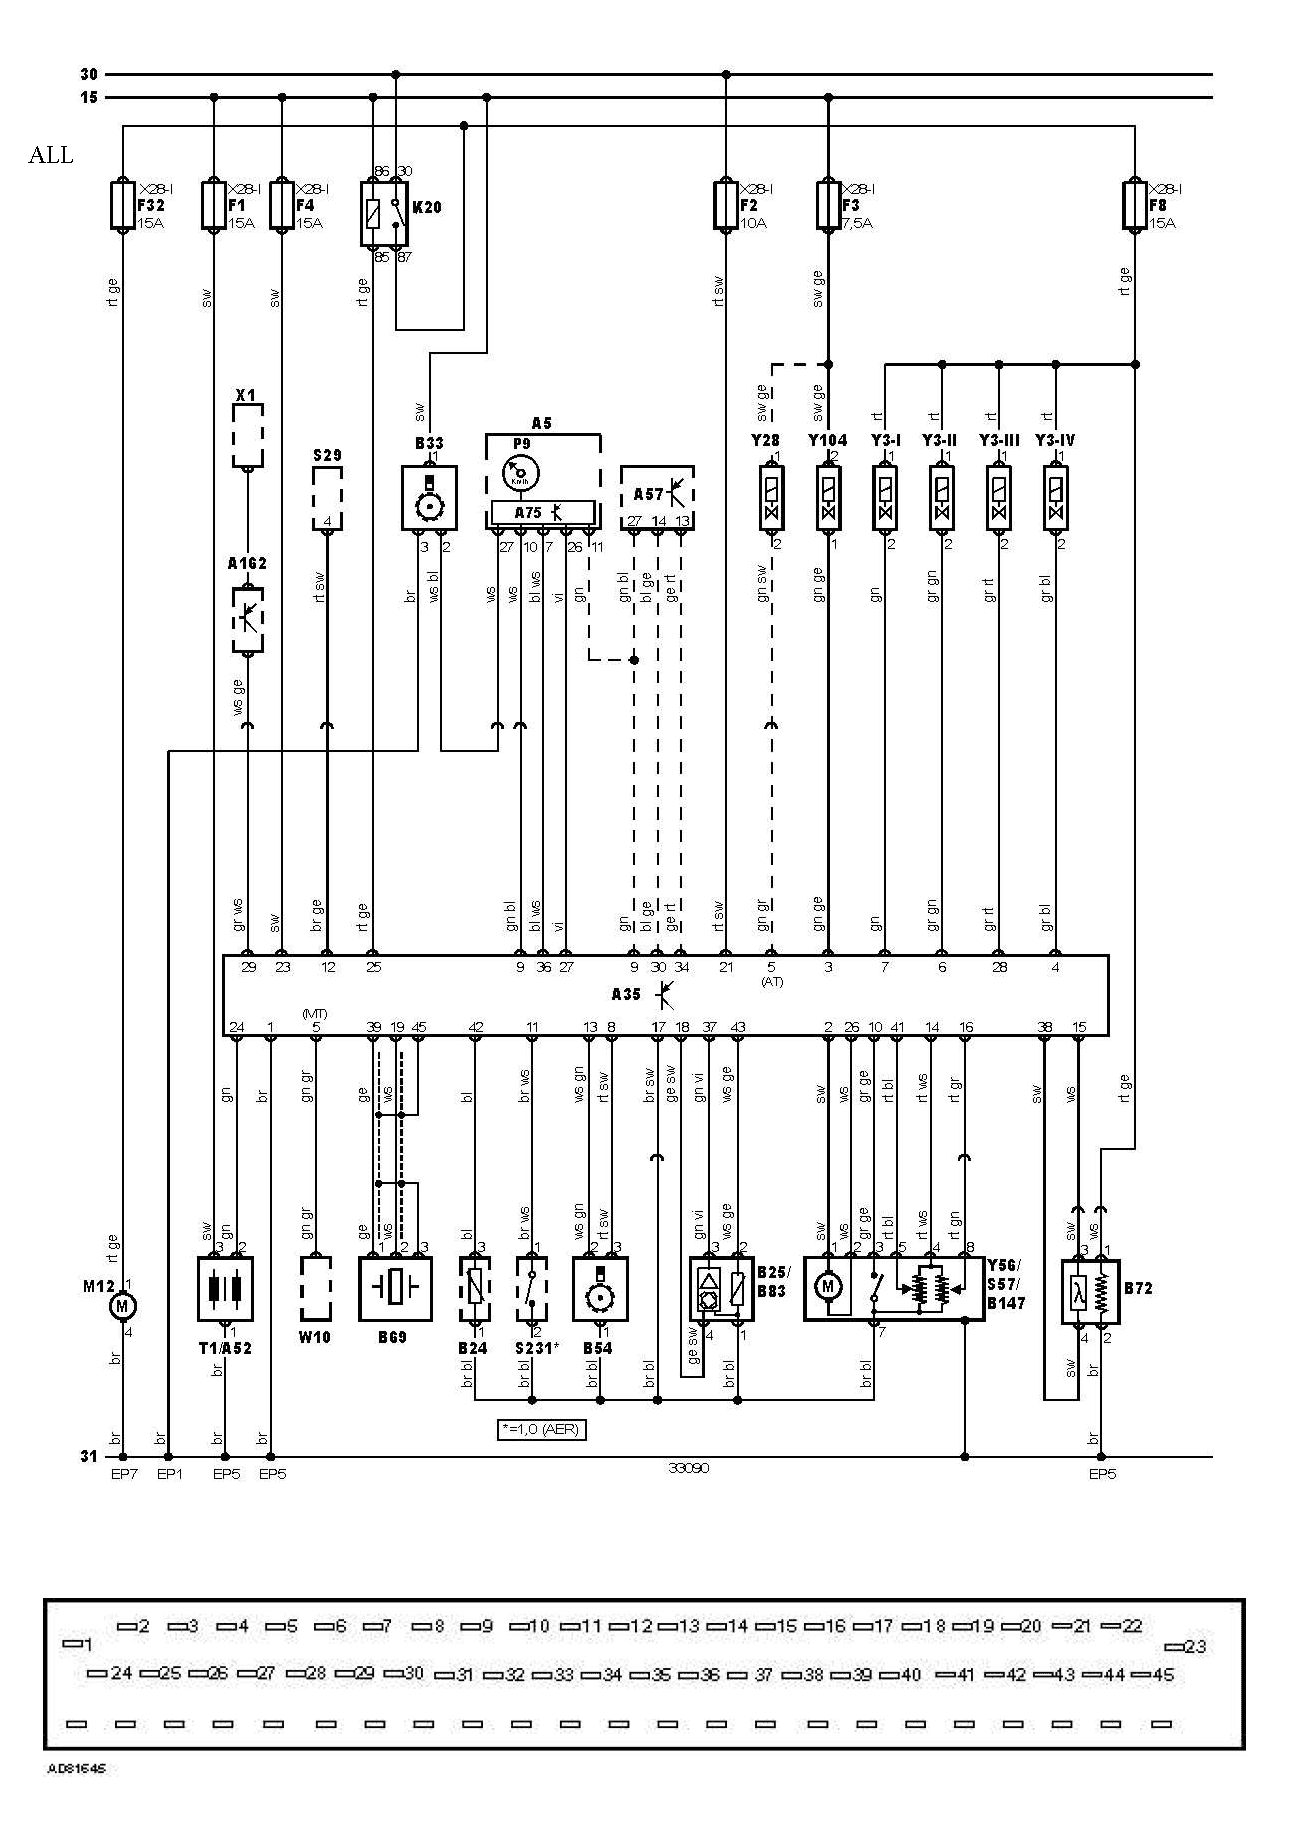 30
15
ALL
X28-I F32 15A
X28-I F1 15A
X28-I F4 15A
86 30
K20
85 87
X28-I F2 10A
X28-I F3 7,5A
X28-I F8 15A
rt ge
sw
sw
rt ge
rt sw
sw ge
rt ge
X1
S29
4
sw
B33
1
A5
P9
Km/h
A75
A57
27 14 13
sw ge
sw ge
rt
rt
rt
rt
Y28 Y104 Y3-I Y3-II Y3-III Y3-IV
1 2 1 1 1 1
3 2 27 10 7 26 11
2 1 2 2 2 2
A162
rt sw
br
ws bl
ws
ws
bl ws
vi
gn
gn bl
bl ge
ge rt
gn sw
gn ge
gn
gr gn
gr rt
gr bl
ws ge
gr ws
sw
br ge
rt ge
gn bl
bl ws
vi
gn
bl ge
ge rt
rt sw
gn gr
gn ge
gn
gr gn
gr rt
gr bl
29 23 12 25 9 36 27 9 30 34 21 5 3 7 6 28 4
(AT)
A35
(MT)
24 1 5 39 19 45 42 11 13 8 17 18 37 43 2 26 10 41 14 16 38 15
gn
br
gn gr
ge
ws
bl
br ws
ws gn
rt sw
br sw
ge sw
gn vi
ws ge
sw
ws
gr ge
rt bl
rt ws
rt gr
sw
ws
rt ge
rt ge
sw
gn
gn gr
ge
ws
bl
br ws
ws gn
rt sw
gn vi
ws ge
sw
ws
gr ge
rt bl
rt ws
rt gn
sw
ws
3 2 1 2 3 3 1 2 3 3 2 1 2 3 5 4 8 3 1
M12 1
M
4
B25/
B83
M
Y56/
S57/
B147
λ
B72
1
T1/A52
W10
B69
1
B24
2
S231*
1
B54
4 1
7
4 2
br
br
br bl
br bl
br bl
br bl
ge sw
br bl
br bl
sw
br
*=1,0 (AER)
br
br
br
br
br
31
EP7 EP1 EP5 EP5 33090 EP5
2 3 4 5 6 7 8 9 10 11 12 13 14 15 16 17 18 19 20 21 22
1 23
24 25 26 27 28 29 30 31 32 33 34 35 36 37 38 39 40 41 42 43 44 45
AD81645